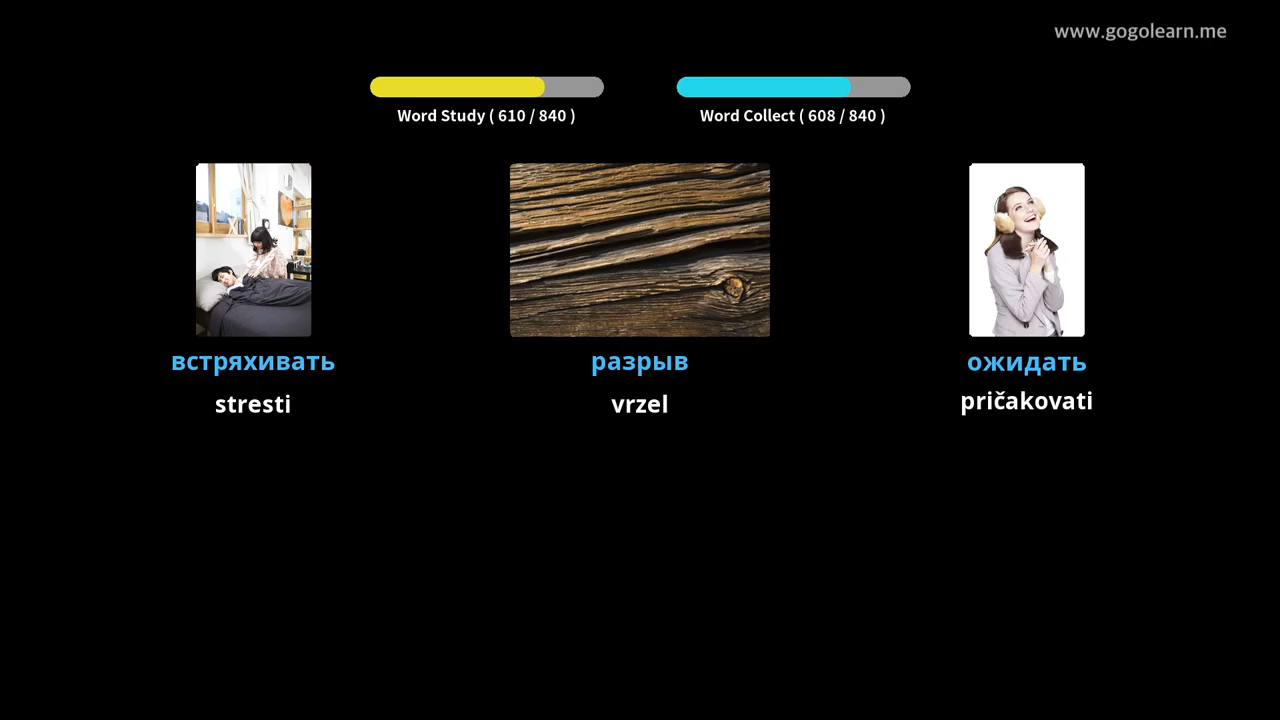 www.gogolearn.me
Word Study ( 610 / 840 )
Word Collect ( 608 / 840 )
встряхивать
разрыв
ожидать
stresti
vrzel
pričakovati